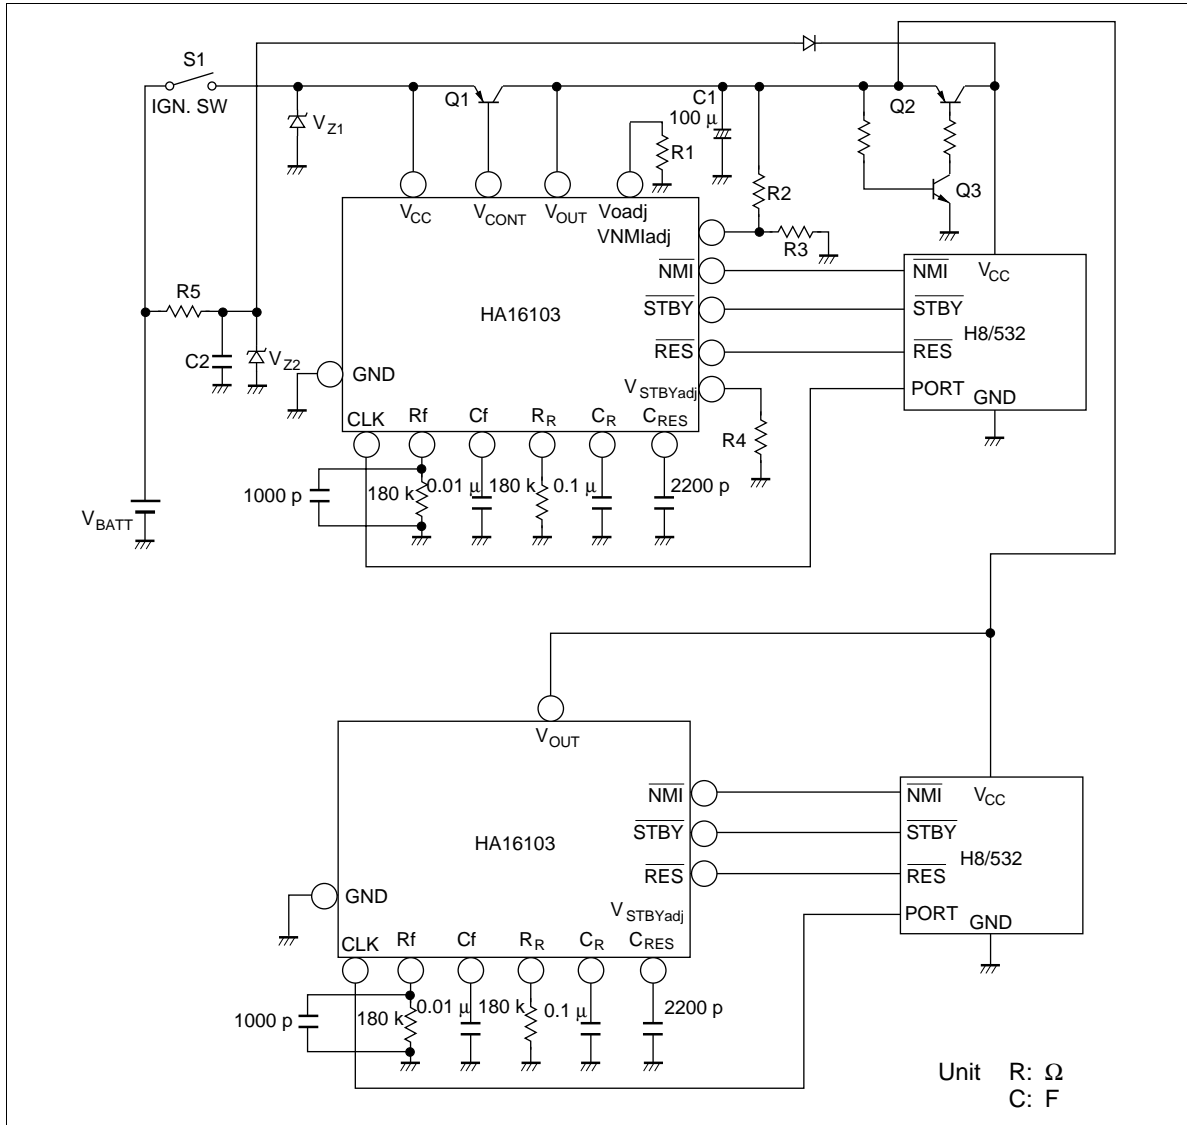 S1
IGN. SW
VZ1
Q1
C1
100 μ
R1
R2
R3
Q2
Q3
VCC
VCONT
VOUT
Voadj
VNMIadj
NMI
STBY
RES
VSTBYadj
HA16103
GND
CLK
Rf
Cf
RR
CR
CRES
R4
NMI
VCC
STBY
H8/532
RES
PORT
GND
R5
C2
VZ2
VBATT
1000 p
180 k
0.01 μ
180 k
0.1 μ
2200 p
VOUT
NMI
STBY
HA16103
RES
GND
VSTBYadj
CLK
Rf
Cf
RR
CR
CRES
NMI
VCC
STBY
H8/532
RES
PORT
GND
1000 p
180 k
0.01 μ
180 k
0.1 μ
2200 p
Unit R: Ω
C: F